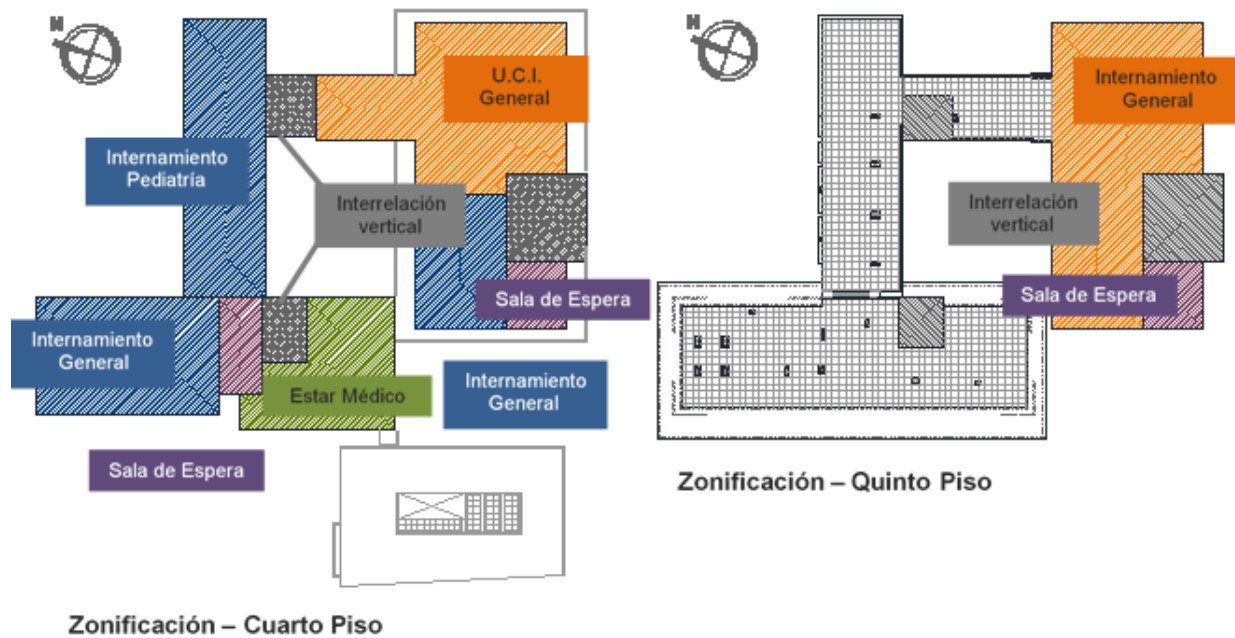 N
U.C.I.
General
Internamiento
Pediatría
Interrelación
vertical
Sala de Espera
Internamiento
General
Estar Médico
Internamiento
General
Sala de Espera
Zonificación – Cuarto Piso
N
Internamiento
General
Interrelación
vertical
Sala de Espera
Zonificación – Quinto Piso